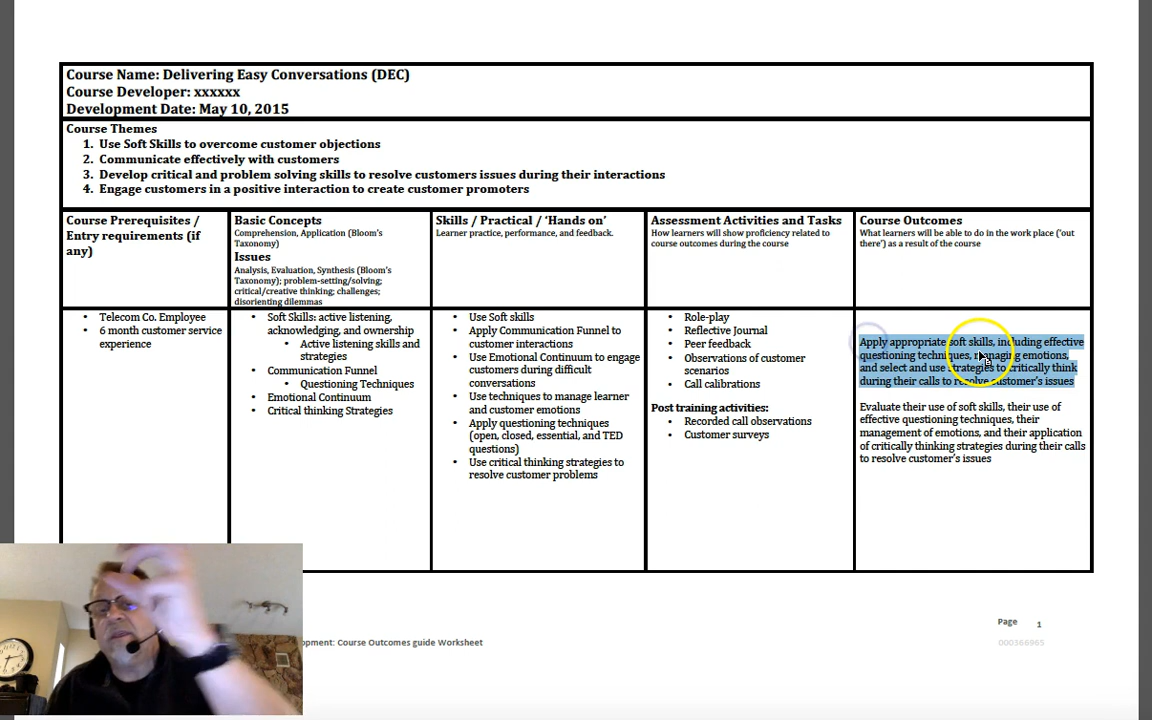 Course Name: Delivering Easy Conversations (DEC)
Course Developer: xxxxxx
Development Date: May 10, 2015
Course Themes
1. Use Soft Skills to overcome customer objections
2. Communicate effectively with customers
3. Develop critical and problem solving skills to resolve customers issues during their interactions
4. Engage customers in a positive interaction to create customer promoters
Course Prerequisites /
Entry requirements (if
any)
Basic Concepts
Comprehension, Application (Bloom's
Taxonomy)
Issues
Analysis, Evaluation, Synthesis (Bloom's
Taxonomy); problem-setting/solving;
critical/creative thinking; challenges;
disorienting dilemmas
Skills / Practical / 'Hands on'
Learner practice, performance, and feedback.
Assessment Activities and Tasks
How learners will show proficiency related to
course outcomes during the course
Course Outcomes
What learners will be able to do in the work place ('out
there') as a result of the course
• Telecom Co. Employee
• 6 month customer service
experience
• Soft Skills: active listening,
acknowledging, and ownership
• Active listening skills and
strategies
• Communication Funnel
• Questioning Techniques
• Emotional Continuum
• Critical thinking Strategies
• Use Soft skills
• Apply Communication Funnel to
customer interactions
• Use Emotional Continuum to engage
customers during difficult
conversations
• Use techniques to manage learner
and customer emotions
• Apply questioning techniques
(open, closed, essential, and TED
questions)
• Use critical thinking strategies to
resolve customer problems
• Role-play
• Reflective Journal
• Peer feedback
• Observations of customer
scenarios
• Call calibrations
Post training activities:
• Recorded call observations
• Customer surveys
Apply appropriate soft skills, including effective
questioning techniques, managing emotions,
and select and use strategies to critically think
during their calls to resolve customer's issues
Evaluate their use of soft skills, their use of
effective questioning techniques, their
management of emotions, and their application
of critically thinking strategies during their calls
to resolve customer's issues
Page 1
opment: Course Outcomes guide Worksheet
000366965